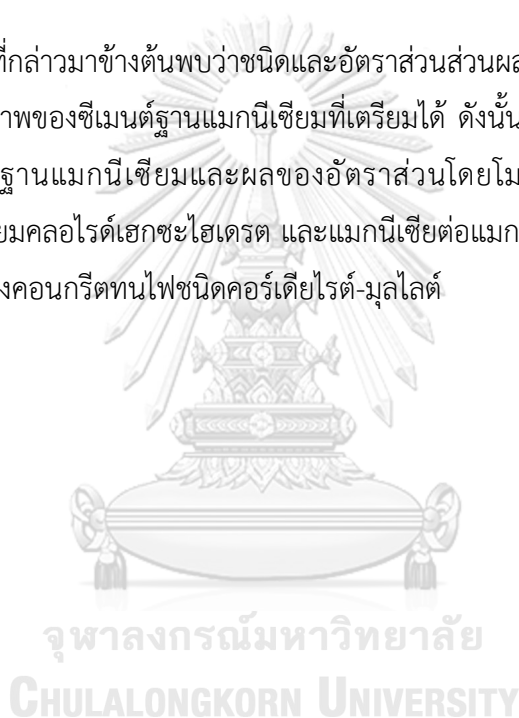 ที่กล่าวมาข้างต้นพบว่าชนิดและอัตราส่วนส่วนผส
าพของซีเมนต์ฐานแมกนีเซียมที่เตรียมได้ ดังนั้น
ฐานแมกนีเซียมและผลของอัตราส่วนโดยโม
ยมคลอไรด์เฮกซะไฮเดรต และแมกนีเซียต่อแมก
งคอนกรีตทนไฟชนิดคอร์เดียไรต์-มุลไลต์
จุฬาลงกรณ์มหาวิทยาลัย
CHULALONGKORN UNIVERSITY